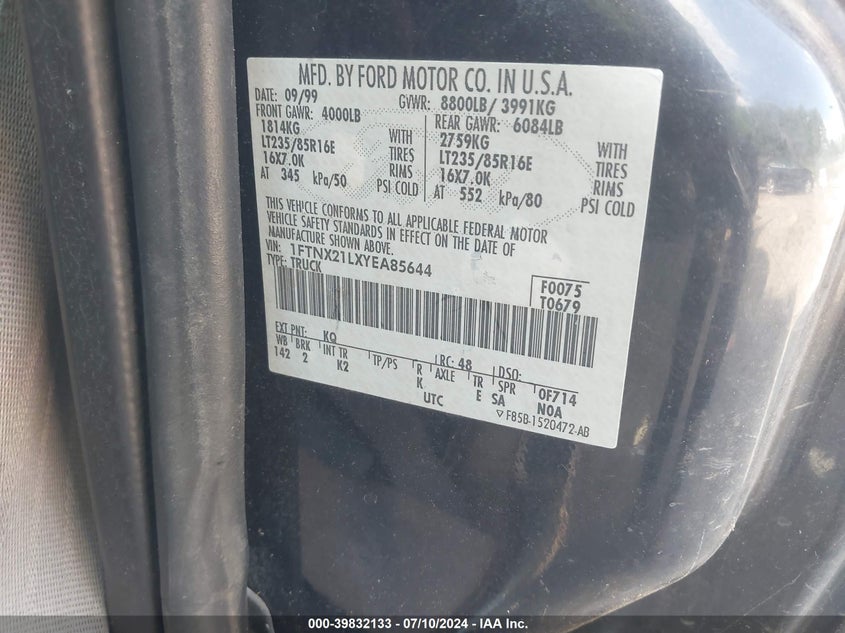 MFD. BY FORD MOTOR CO. IN U.S.A.
DATE: 09/99 GVWR: 8800LB/ 3991KG
FRONT GAWR: 4000LB REAR GAWR: 6084LB
1814KG WITH 2759KG WITH
LT235/85R16E TIRES LT235/85R16E TIRES
16X7.0K RIMS 16X7.0K RIMS
AT 345 kPa/50 PSI COLD AT 552 kPa/80 PSI COLD
THIS VEHICLE CONFORMS TO ALL APPLICABLE FEDERAL MOTOR
VEHICLE SAFETY STANDARDS IN EFFECT ON THE DATE OF
MANUFACTURE SHOWN ABOVE.
VIN: 1FTNX21LXYEA85644
TYPE: TRUCK
F0075
T0679
EXT PNT: KQ RC: 48 DSO:
WB BRK INT TR TP/PS R AXLE TR SPR 0F714
142 2 K2 K E SA N0A
UTC
▽ F85B-1520472-AB
000-39832133 - 07/10/2024 - IAA Inc.